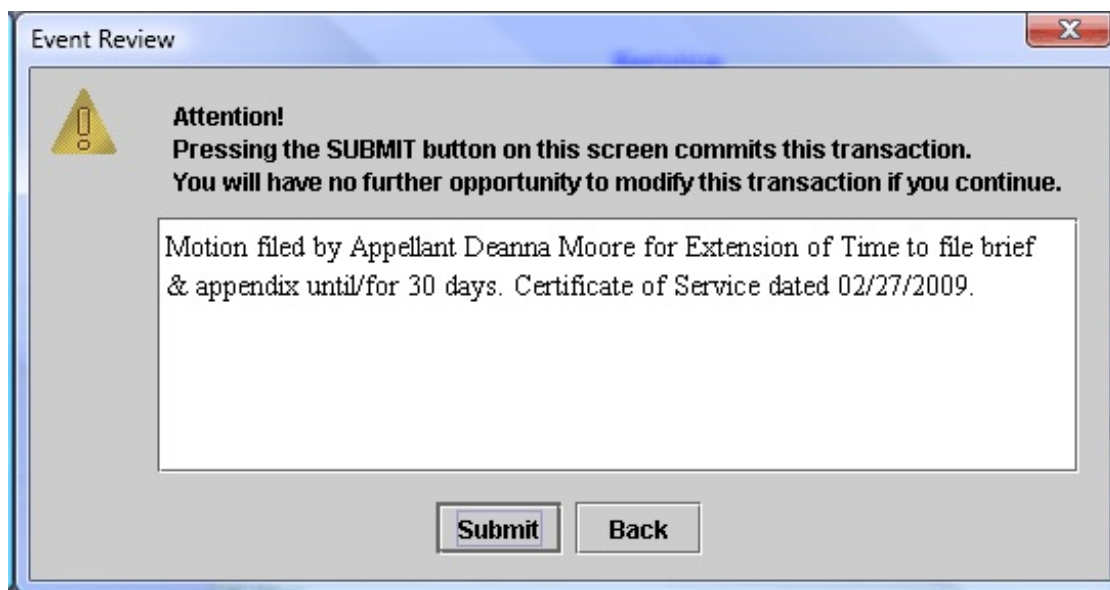 Event Review
Attention!
Pressing the SUBMIT button on this screen commits this transaction.
You will have no further opportunity to modify this transaction if you continue.
Motion filed by Appellant Deanna Moore for Extension of Time to file brief
& appendix until/for 30 days. Certificate of Service dated 02/27/2009.
Submit
Back